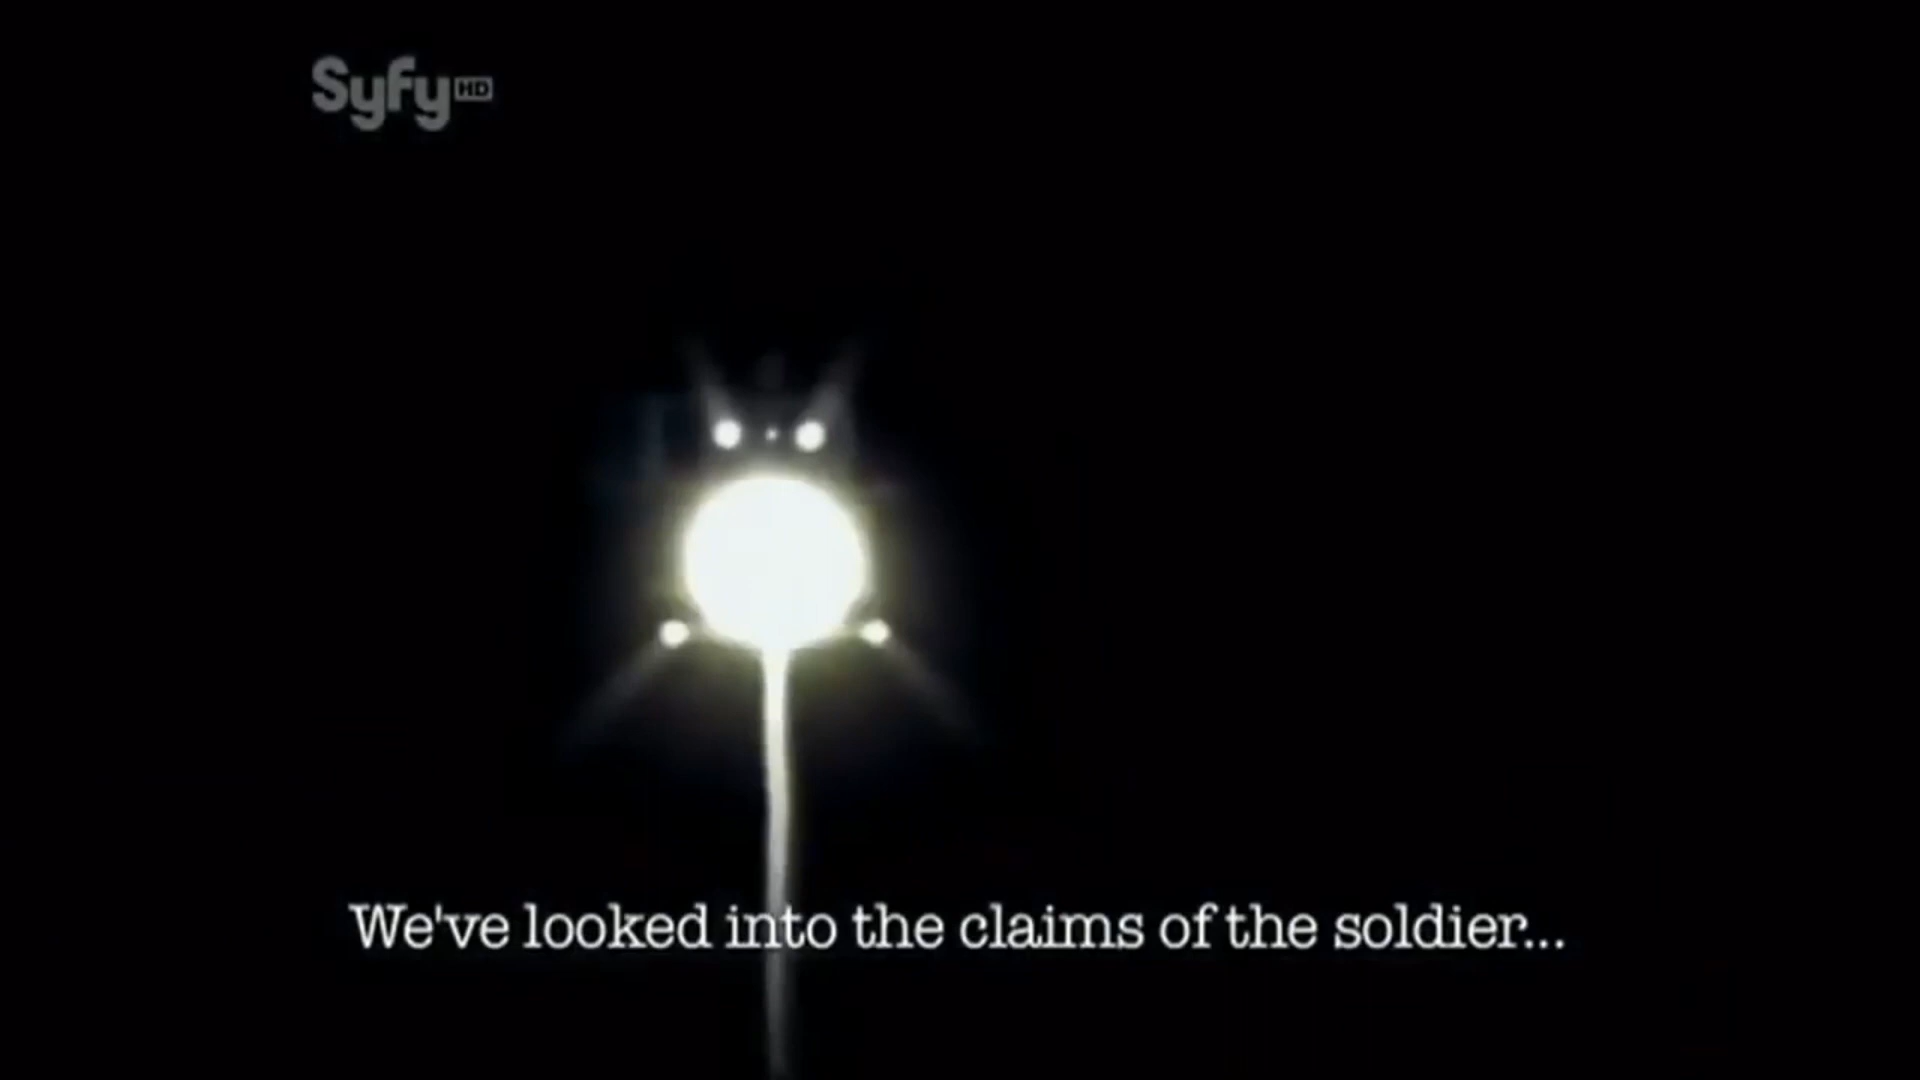 Syfy HD
We've looked into the claims of the soldier...